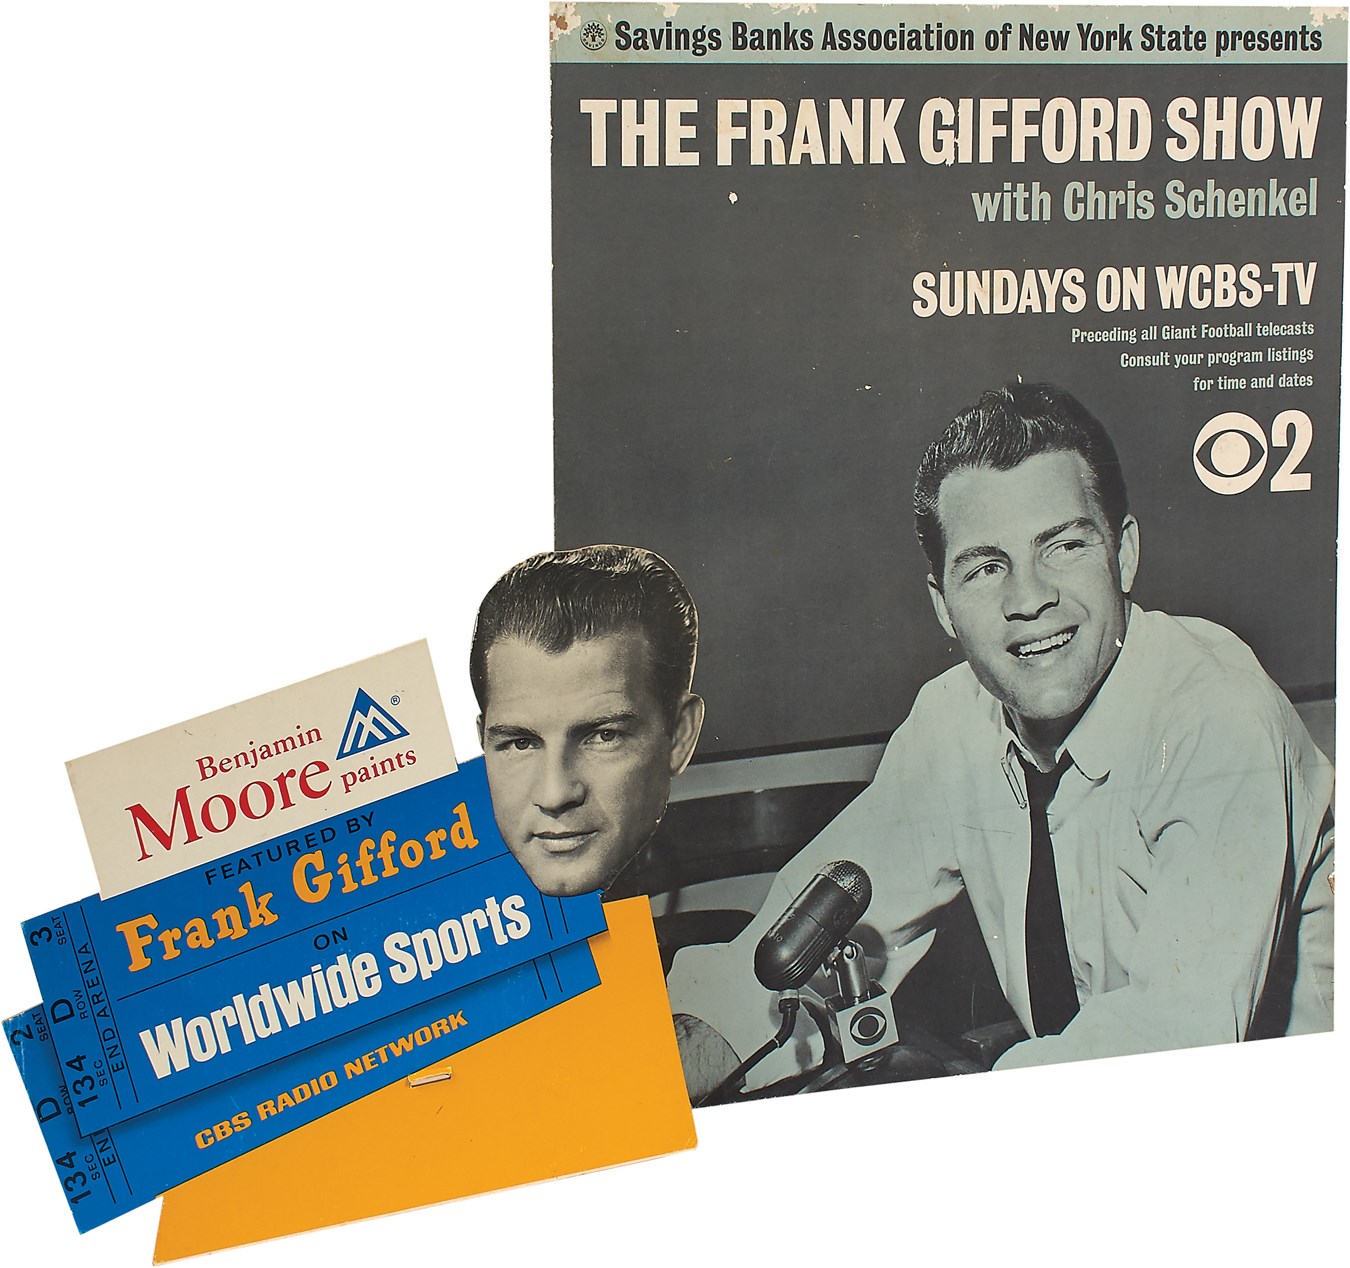 Savings Banks Association of New York State presents
THE FRANK GIFFORD SHOW
with Chris Schenkel
SUNDAYS ON WCBS-TV
Preceding all Giant Football telecasts
Consult your program listings
for time and dates
2
Benjamin
Moore paints
®
FEATURED BY
Frank Gifford
ON
Worldwide Sports
CBS RADIO NETWORK
134 SEC D ROW 3 SEAT
END ARENA
134 SEC D ROW 2 SEAT
EN